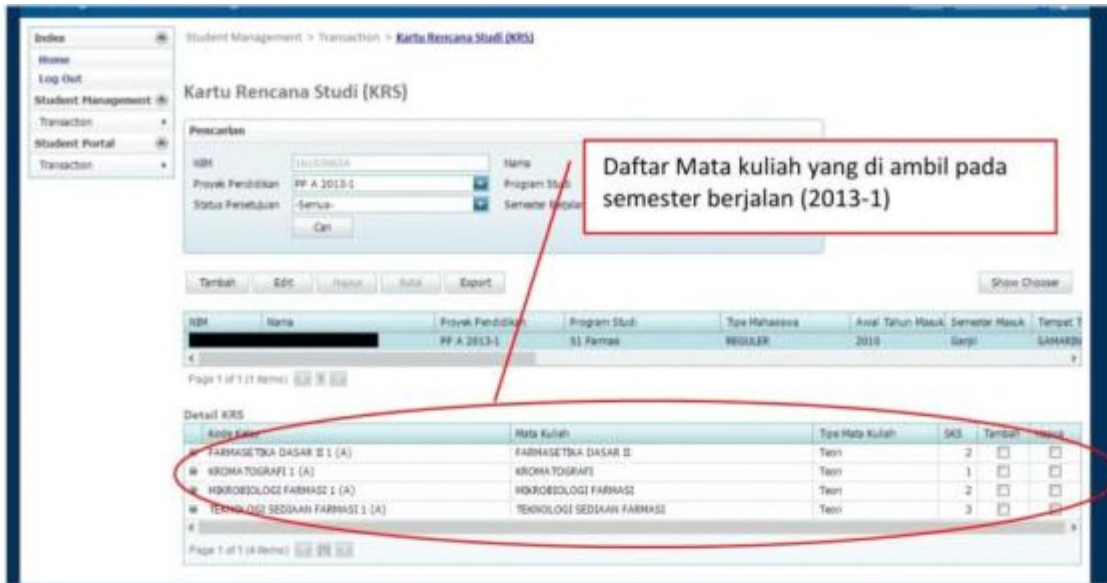 Index
Student Management > Transaction > Kartu Rencana Studi (KRS)
Home
Log Out
Student Management
Transaction
Student Portal
Transaction
Kartu Rencana Studi (KRS)
Pencarian
NIM Nama
Proyek Pendidikan PF A 2013-1 Program Studi
Status Persetujuan -Semua- Semester Berjalan
Cari
Daftar Mata kuliah yang di ambil pada
semester berjalan (2013-1)
Tambah Edit Hapus Batal Export Show Chooser
NIM Nama Proyek Pendidikan Program Studi Tipe Mahasiswa Awal Tahun Masuk Semester Masuk Tempat T
PF A 2013-1 S1 Farmasi REGULER 2010 Ganjil SAMARIN
Page 1 of 1 (1 items) 1
Detail KRS
Kode Kelas Mata Kuliah Tipe Mata Kuliah SKS Tambah Hapus
FARMASETIKA DASAR II 1 (A) FARMASETIKA DASAR II Teori 2
KROMATOGRAFI 1 (A) KROMATOGRAFI Teori 1
MIKROBIOLOGI FARMASI 1 (A) MIKROBIOLOGI FARMASI Teori 2
TEKNOLOGI SEDIAAN FARMASI 1 (A) TEKNOLOGI SEDIAAN FARMASI Teori 3
Page 1 of 1 (4 items) [1]